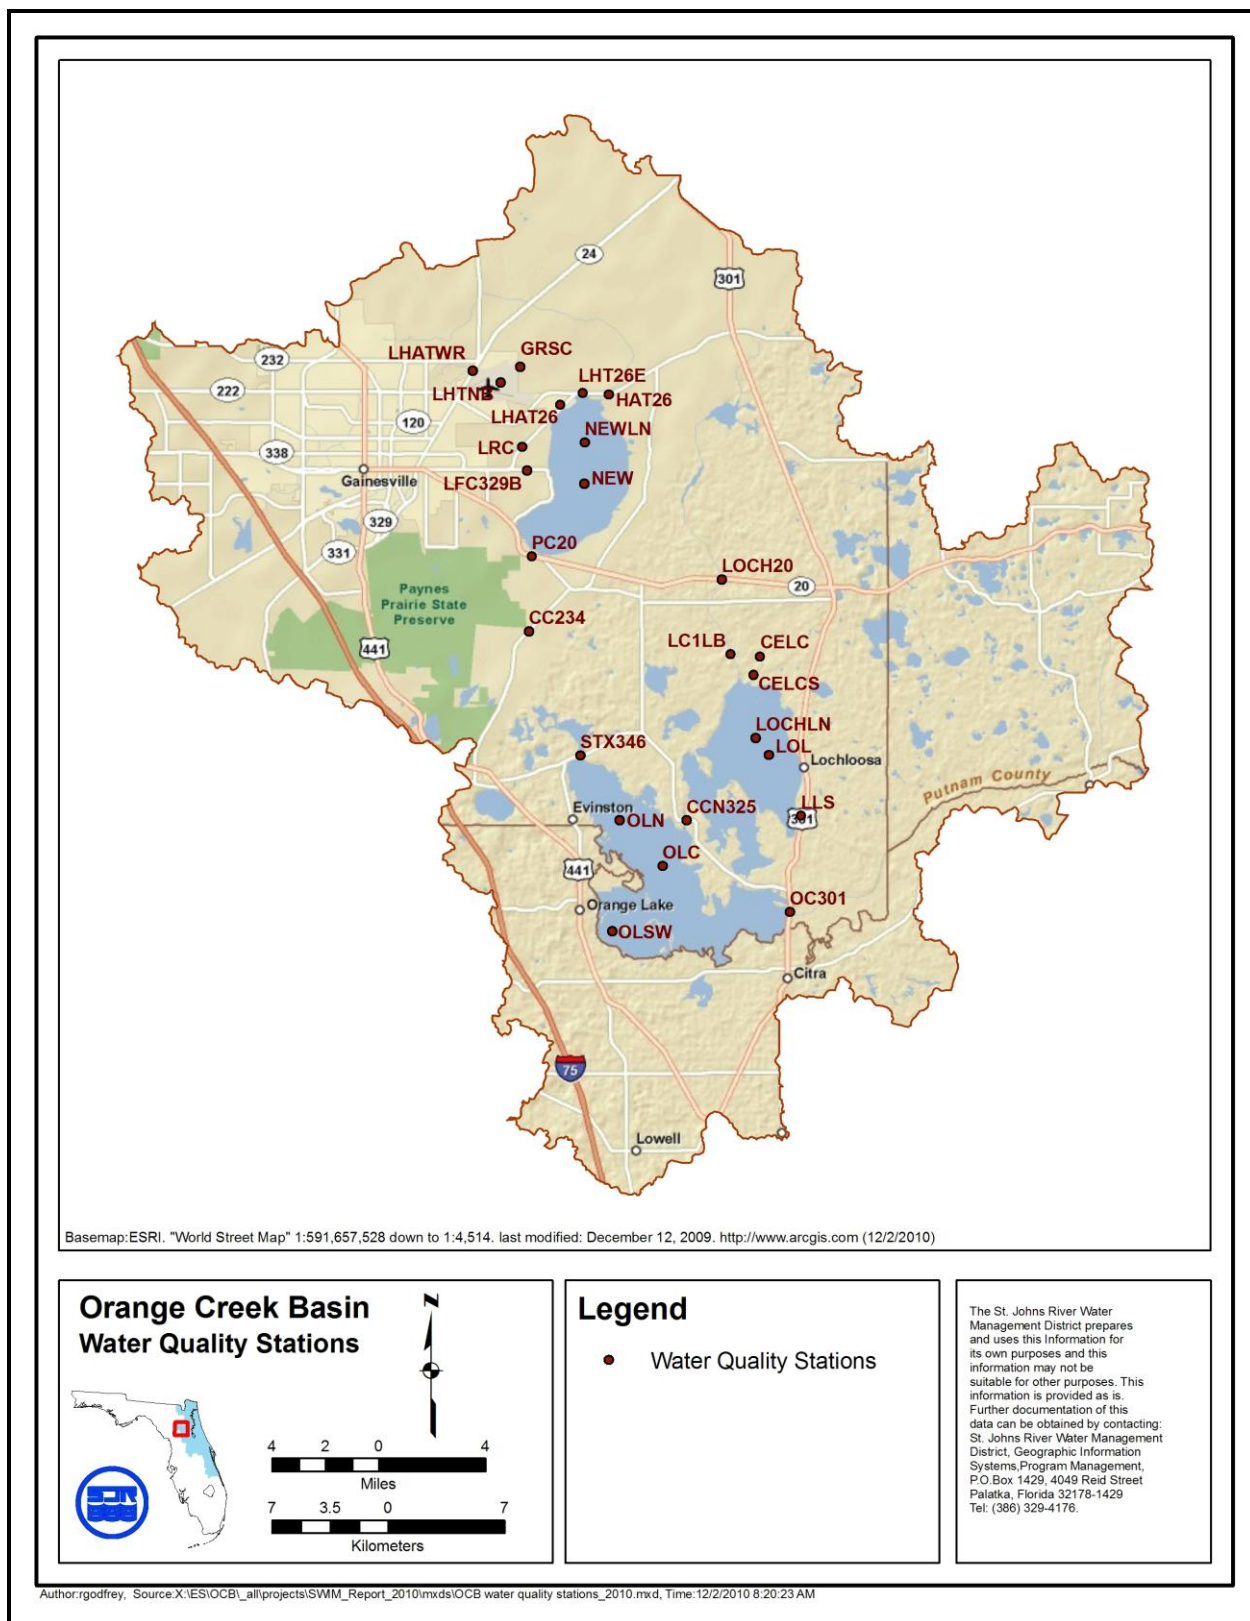 24
301
GRSC
LHATWR
232
LHT26E
222
LHTNE
HAT26
LHAT26
120
NEWLN
LRC
338
LFC329B
NEW
Gainesville
329
331
PC20
LOCH20
20
Paynes
Prairie State
Preserve
CC234
441
LC1LB
CELC
CELCS
LOCHLN
STX346
LOL
Lochloosa
Putnam County
Evinston
OLN
CCN325
LLS
301
OLC
441
Orange Lake
OC301
OLSW
Citra
75
Lowell
Basemap:ESRI. "World Street Map" 1:591,657,528 down to 1:4,514. last modified: December 12, 2009. http://www.arcgis.com (12/2/2010)
Orange Creek Basin
Water Quality Stations
N
4 2 0 4
Miles
7 3.5 0 7
Kilometers
Legend
Water Quality Stations
The St. Johns River Water
Management District prepares
and uses this Information for
its own purposes and this
information may not be
suitable for other purposes. This
information is provided as is.
Further documentation of this
data can be obtained by contacting:
St. Johns River Water Management
District, Geographic Information
Systems,Program Management,
P.O.Box 1429, 4049 Reid Street
Palatka, Florida 32178-1429
Tel: (386) 329-4176.
Author:rgodfrey, Source:X:\ES\OCB\_all\projects\SWIM_Report_2010\mxds\OCB water quality stations_2010.mxd, Time:12/2/2010 8:20:23 AM